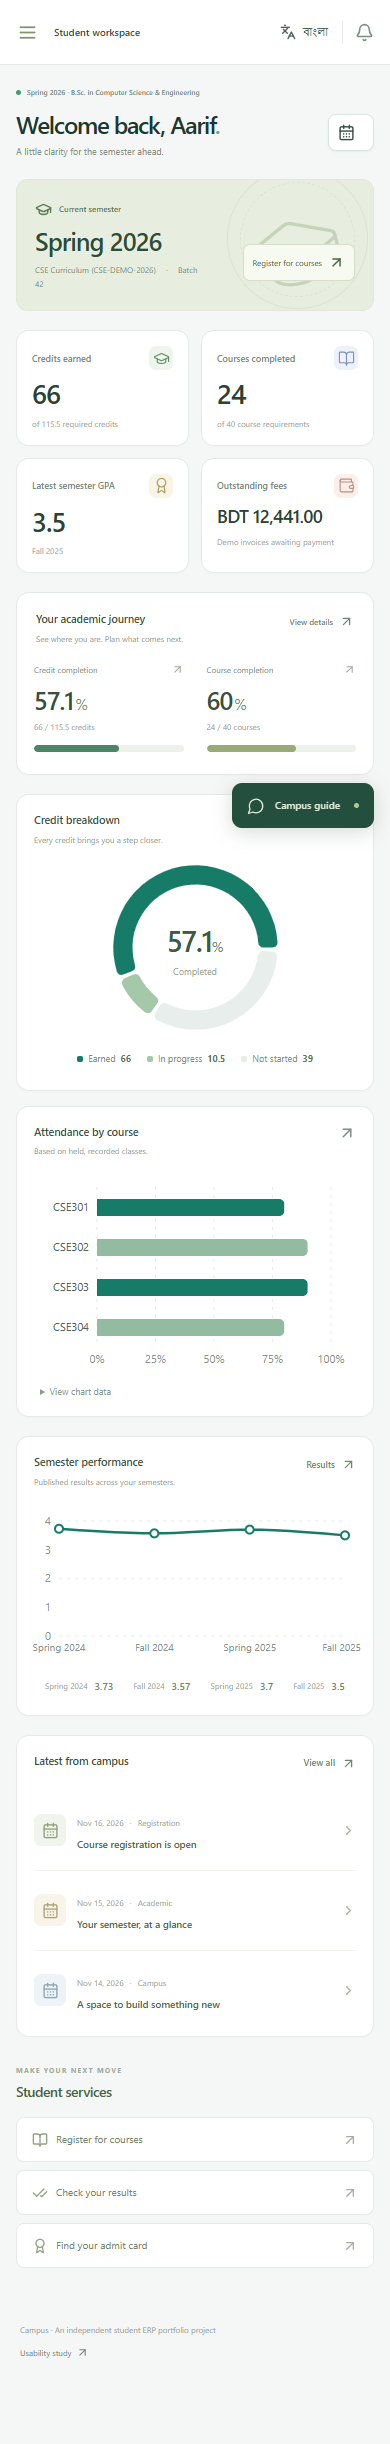 Student workspace
বাংলা
Spring 2026 · B.Sc. in Computer Science & Engineering
Welcome back, Aarif.
A little clarity for the semester ahead.
Current semester
Spring 2026
CSE Curriculum (CSE-DEMO-2026) · Batch
42
Register for courses
Credits earned
66
of 115.5 required credits
Courses completed
24
of 40 course requirements
Latest semester GPA
3.5
Fall 2025
Outstanding fees
BDT 12,441.00
Demo invoices awaiting payment
Your academic journey
See where you are. Plan what comes next.
View details
Credit completion
57.1%
66 / 115.5 credits
Course completion
60%
24 / 40 courses
Campus guide
Credit breakdown
Every credit brings you a step closer.
57.1%
Completed
Earned 66 In progress 10.5 Not started 39
Attendance by course
Based on held, recorded classes.
CSE301
CSE302
CSE303
CSE304
0% 25% 50% 75% 100%
View chart data
Semester performance
Results
Published results across your semesters.
4
3
2
1
0
Spring 2024 Fall 2024 Spring 2025 Fall 2025
Spring 2024 3.73 Fall 2024 3.57 Spring 2025 3.7 Fall 2025 3.5
Latest from campus
View all
Nov 16, 2026 · Registration
Course registration is open
Nov 15, 2026 · Academic
Your semester, at a glance
Nov 14, 2026 · Campus
A space to build something new
MAKE YOUR NEXT MOVE
Student services
Register for courses
Check your results
Find your admit card
Campus · An independent student ERP portfolio project
Usability study